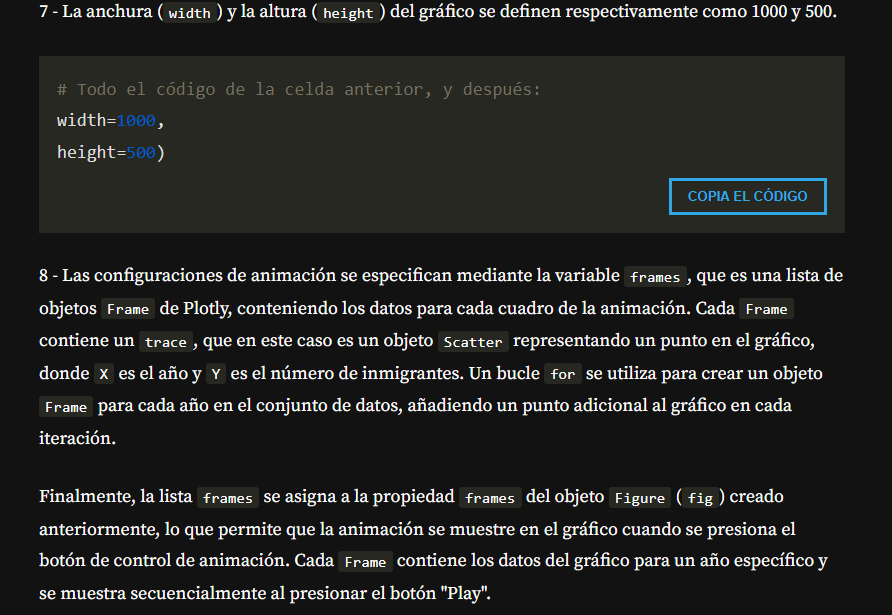 7 - La anchura ( width ) y la altura ( height ) del gráfico se definen respectivamente como 1000 y 500.
# Todo el código de la celda anterior, y después:
width=1000,
height=500)
COPIA EL CÓDIGO
8 - Las configuraciones de animación se especifican mediante la variable frames , que es una lista de
objetos Frame de Plotly, conteniendo los datos para cada cuadro de la animación. Cada Frame
contiene un trace , que en este caso es un objeto Scatter representando un punto en el gráfico,
donde X es el año y Y es el número de inmigrantes. Un bucle for se utiliza para crear un objeto
Frame para cada año en el conjunto de datos, añadiendo un punto adicional al gráfico en cada
iteración.
Finalmente, la lista frames se asigna a la propiedad frames del objeto Figure ( fig ) creado
anteriormente, lo que permite que la animación se muestre en el gráfico cuando se presiona el
botón de control de animación. Cada Frame contiene los datos del gráfico para un año específico y
se muestra secuencialmente al presionar el botón "Play".